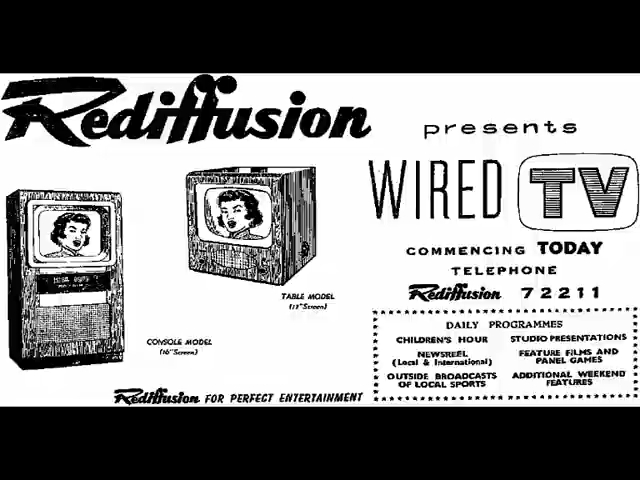 Rediffusion
presents
WIRED TV
COMMENCING TODAY
TELEPHONE
Rediffusion 72211
TABLE MODEL
CONSOLE MODEL
(16" Screen)
DAILY PROGRAMMES
CHILDREN'S HOUR
NEWSREEL
(Local & International)
OUTSIDE BROADCASTS
OF LOCAL SPORTS
STUDIO PRESENTATIONS
FEATURE FILMS AND
PANEL GAMES
ADDITIONAL WEEKEND
FEATURES
Rediffusion FOR PERFECT ENTERTAINMENT